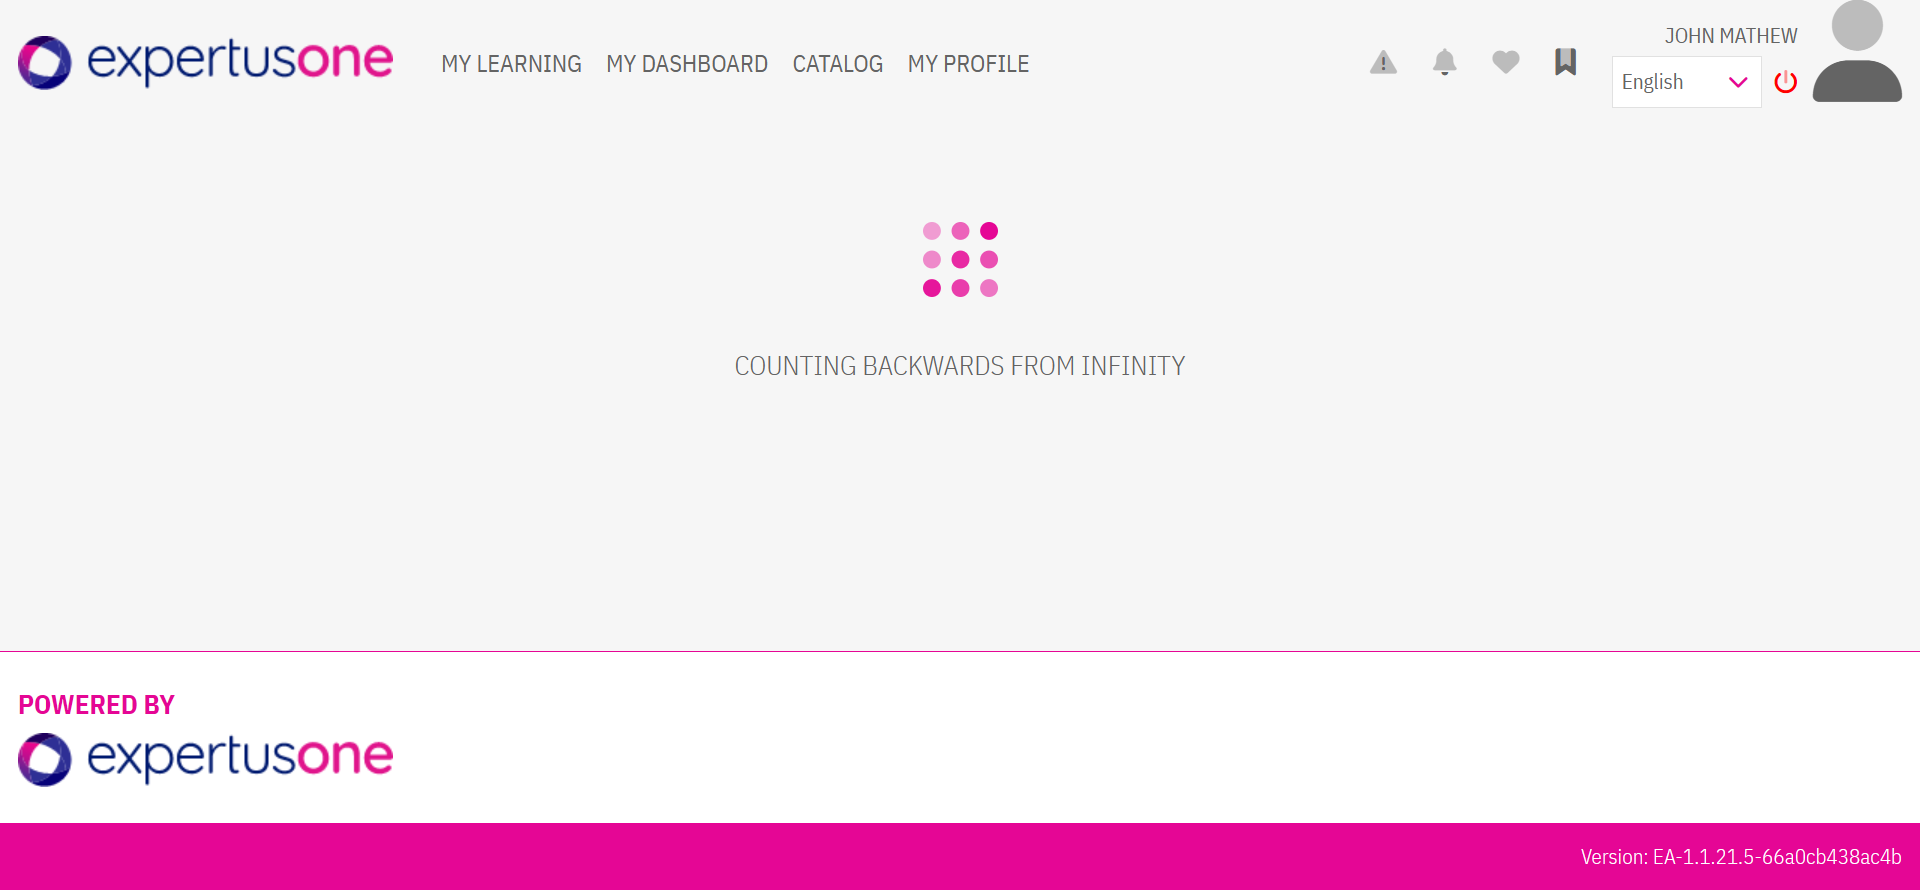 expertusone
MY LEARNING MY DASHBOARD CATALOG MY PROFILE
JOHN MATHEW
English
COUNTING BACKWARDS FROM INFINITY
POWERED BY
expertusone
Version: EA-1.1.21.5-66a0cb438ac4b